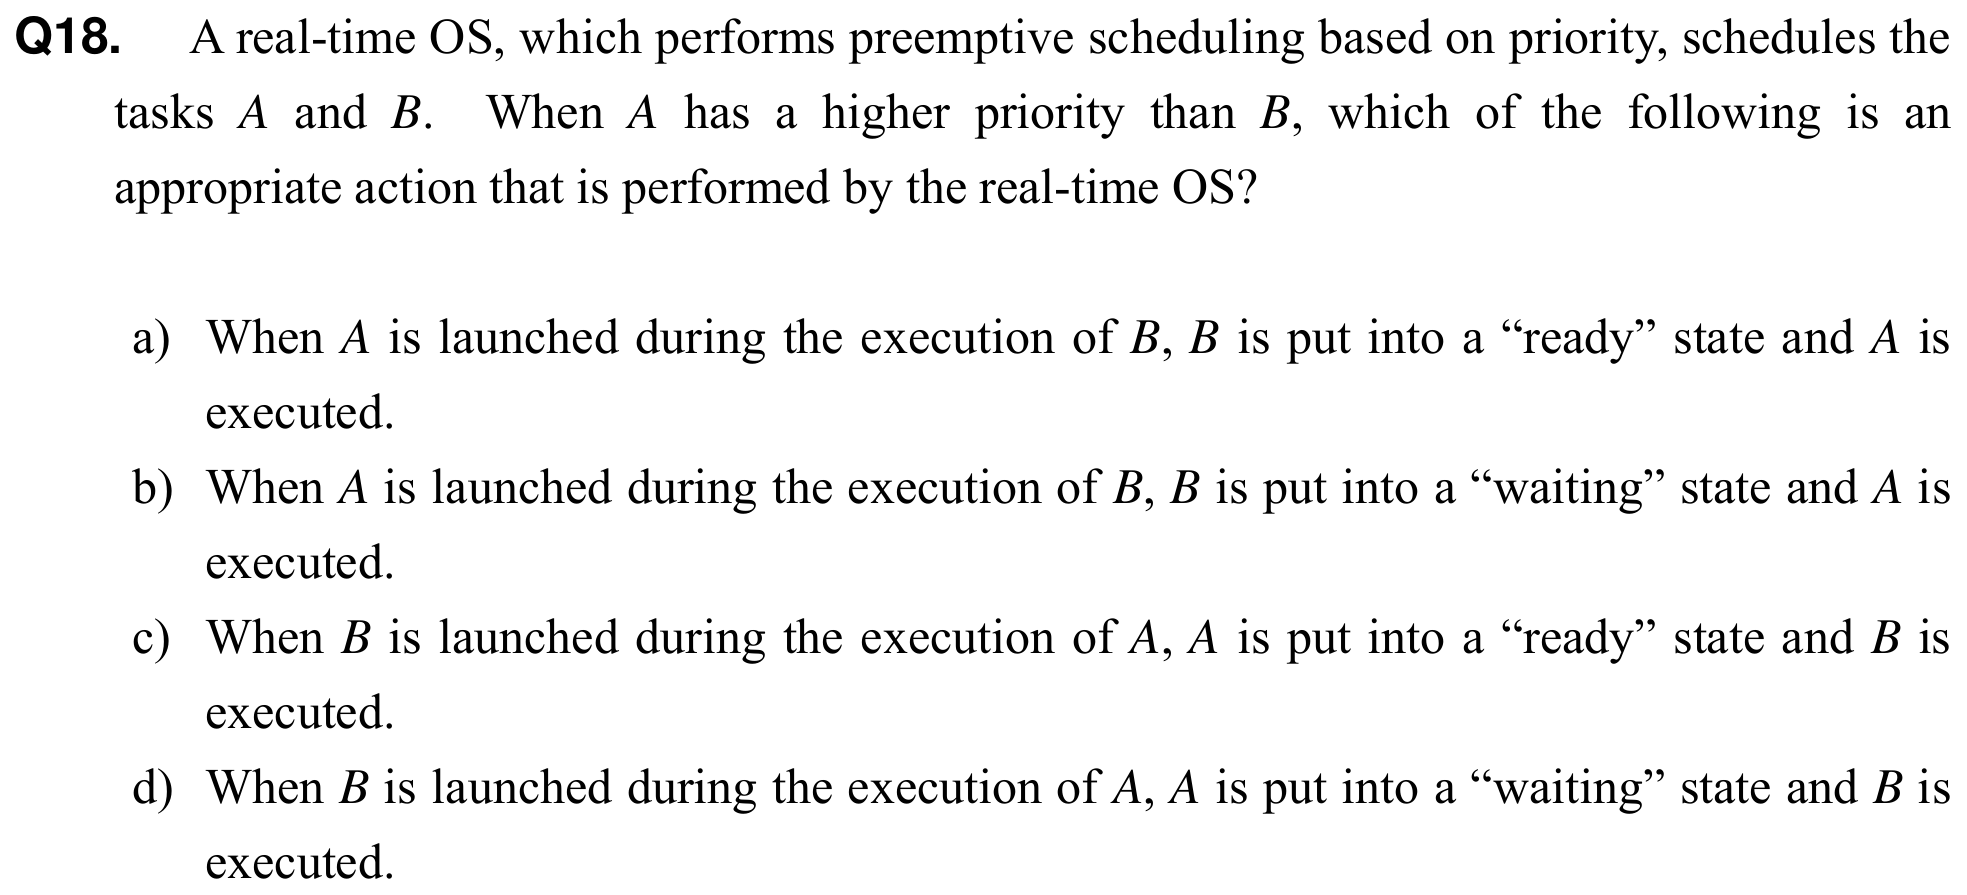 Q18. A real-time OS, which performs preemptive scheduling based on priority, schedules the
tasks A and B. When A has a higher priority than B, which of the following is an
appropriate action that is performed by the real-time OS?
a) When A is launched during the execution of B, B is put into a “ready” state and A is
executed.
b) When A is launched during the execution of B, B is put into a “waiting” state and A is
executed.
c) When B is launched during the execution of A, A is put into a “ready” state and B is
executed.
d) When B is launched during the execution of A, A is put into a “waiting” state and B is
executed.